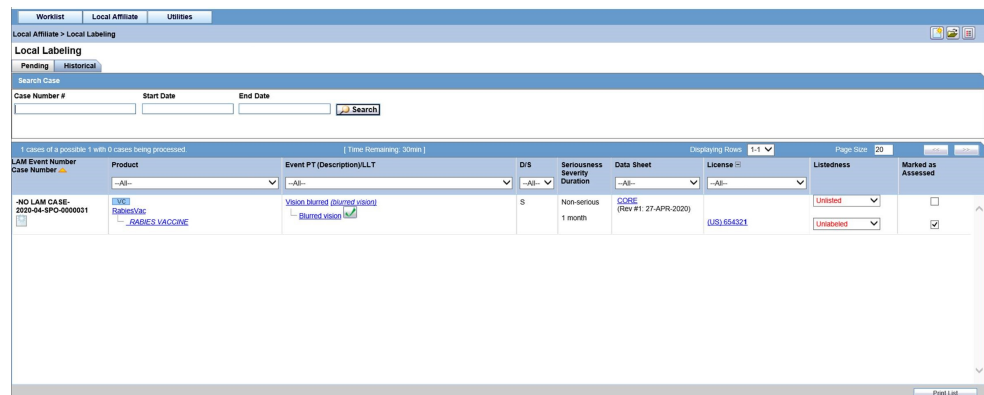 Worklist Local Affiliate Utilities
Local Affiliate > Local Labeling
Local Labeling
Pending Historical
Search Case
Case Number # Start Date End Date
Search
1 cases of a possible 1 with 0 cases being processed. [ Time Remaining: 30min ] Displaying Rows 1-1 Page Size 20 << >>
LAM Event Number
Case Number
Product
--All--
Event PT (Description)/LLT
--All--
D/S
--All--
Seriousness
Severity
Duration
Data Sheet
--All--
License
--All--
Listedness
Marked as
Assessed
-NO LAM CASE-
2020-04-SPO-0000031
VC
RabiesVac
RABIES VACCINE
Vision blurred (blurred vision)
Blurred vision
S
Non-serious
1 month
CORE
(Rev #1: 27-APR-2020)
(US) 654321
Unlisted
Unlabeled
Print List